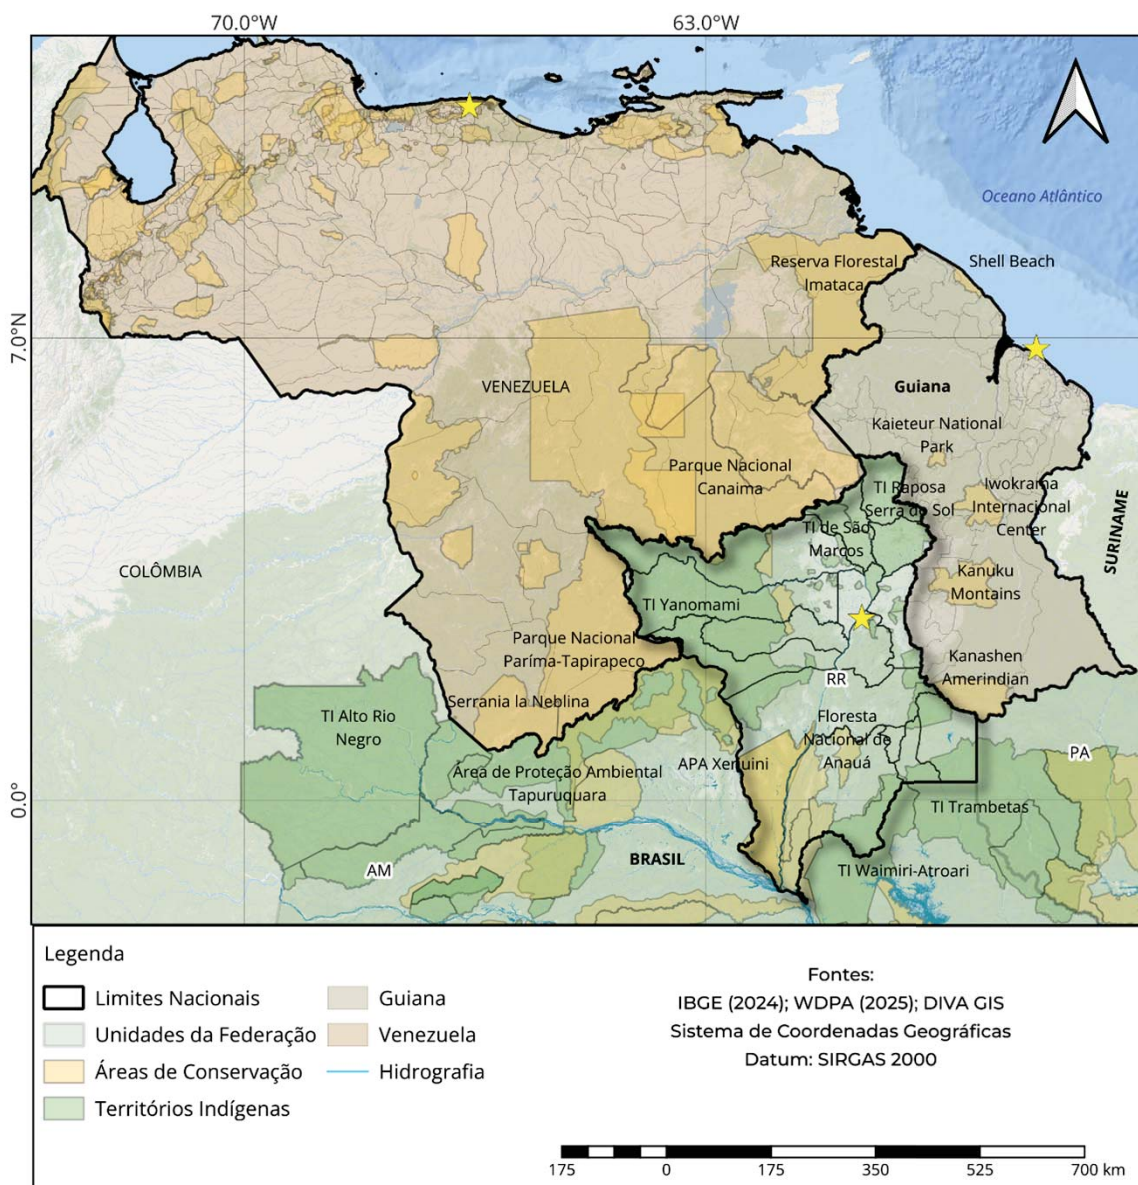 70.0°W
63.0°W
7.0°N
0.0°
Oceano Atlântico
Reserva Florestal
Imataca
Shell Beach
VENEZUELA
Guiana
Kaieteur National
Park
Parque Nacional
Canaima
TI Raposa
Serra do Sol
Iwokrama
Internacional
Center
SURINAME
TI de São
Marcos
COLÔMBIA
Kanuku
Montains
TI Yanomami
Parque Nacional
Paríma-Tapirapeco
Kanashen
Amerindian
RR
Serrania la Neblina
TI Alto Rio
Negro
Floresta
Nacional de
Anauá
PA
Área de Proteção Ambiental
Tapuruquara
APA Xeruini
TI Trambetas
BRASIL
AM
TI Waimiri-Atroari
Legenda
Limites Nacionais
Unidades da Federação
Áreas de Conservação
Territórios Indígenas
Guiana
Venezuela
Hidrografia
Fontes:
IBGE (2024); WDPA (2025); DIVA GIS
Sistema de Coordenadas Geográficas
Datum: SIRGAS 2000
175 0 175 350 525 700 km